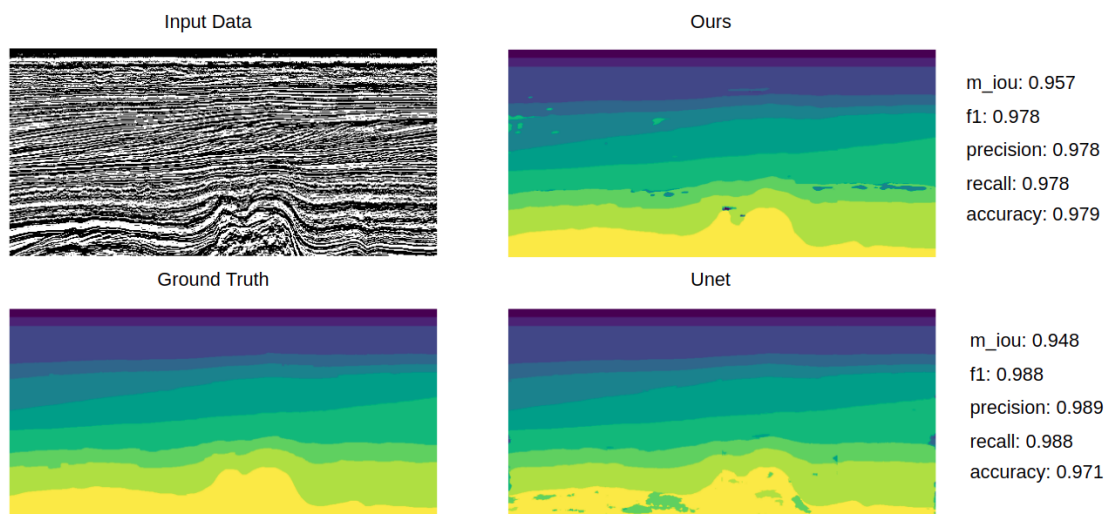 Input Data
Ours
m_iou: 0.957
f1: 0.978
precision: 0.978
recall: 0.978
accuracy: 0.979
Ground Truth
Unet
m_iou: 0.948
f1: 0.988
precision: 0.989
recall: 0.988
accuracy: 0.971